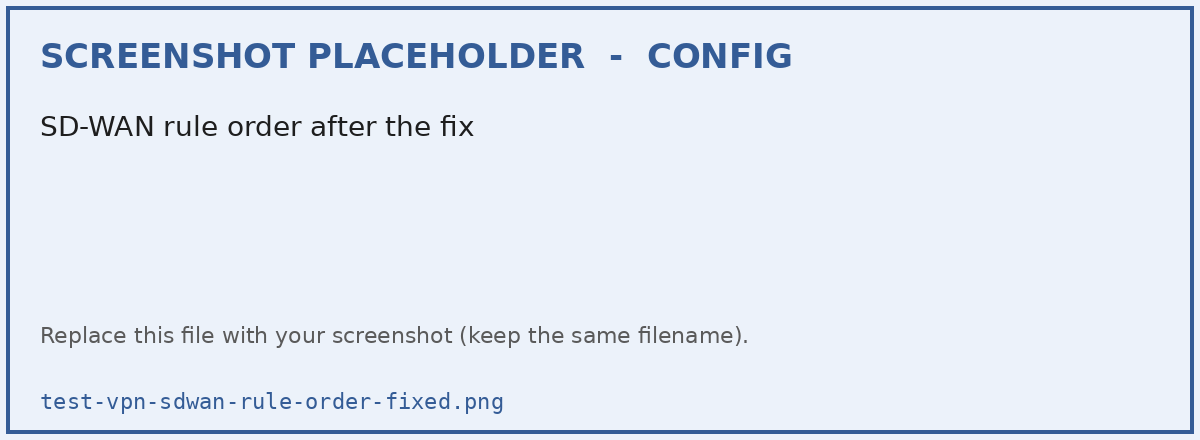 SCREENSHOT PLACEHOLDER - CONFIG
SD-WAN rule order after the fix
Replace this file with your screenshot (keep the same filename).
test-vpn-sdwan-rule-order-fixed.png